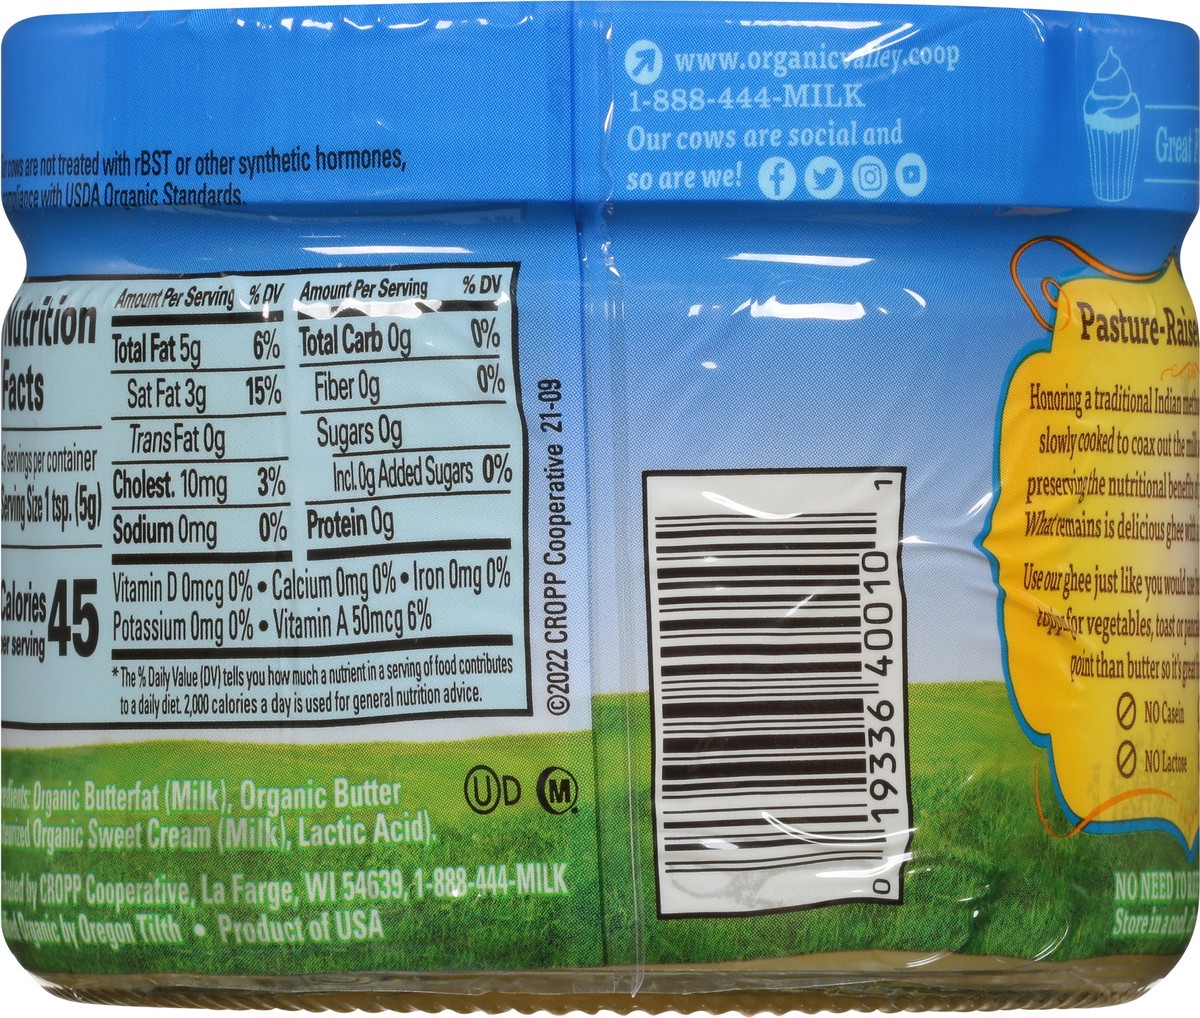 cows are not treated with rBST or other synthetic hormones,
with USDA Organic Standards.
Nutrition
Facts
servings per container
Serving Size 1 tsp. (5g)
Calories
per serving
45
Amount Per Serving % DV
Total Fat 5g 6%
Sat Fat 3g 15%
Trans Fat 0g
Cholest. 10mg 3%
Sodium 0mg 0%
Amount Per Serving % DV
Total Carb 0g 0%
Fiber 0g 0%
Sugars 0g
Incl. 0g Added Sugars 0%
Protein 0g
Vitamin D 0mcg 0% • Calcium 0mg 0% • Iron 0mg 0%
Potassium 0mg 0% • Vitamin A 50mcg 6%
* The % Daily Value (DV) tells you how much a nutrient in a serving of food contributes
to a daily diet. 2,000 calories a day is used for general nutrition advice.
©2022 CROPP Cooperative 21-09
Organic Butterfat (Milk), Organic Butter
Organic Sweet Cream (Milk), Lactic Acid).
U D M
by CROPP Cooperative, La Farge, WI 54639, 1-888-444-MILK
Organic by Oregon Tilth • Product of USA
www.organicvalley.coop
1-888-444-MILK
Our cows are social and
so are we!
0 19336 40010 1
Great
Pasture-Raise
Honoring a traditional Indian
slowly cooked to coax out the milk
preserving the nutritional benefits
What remains is delicious ghee with
Use our ghee just like you would use
for vegetables, toast or
point than butter so it's great
NO Casein
NO Lactose
NO NEED TO
Store in a cool,